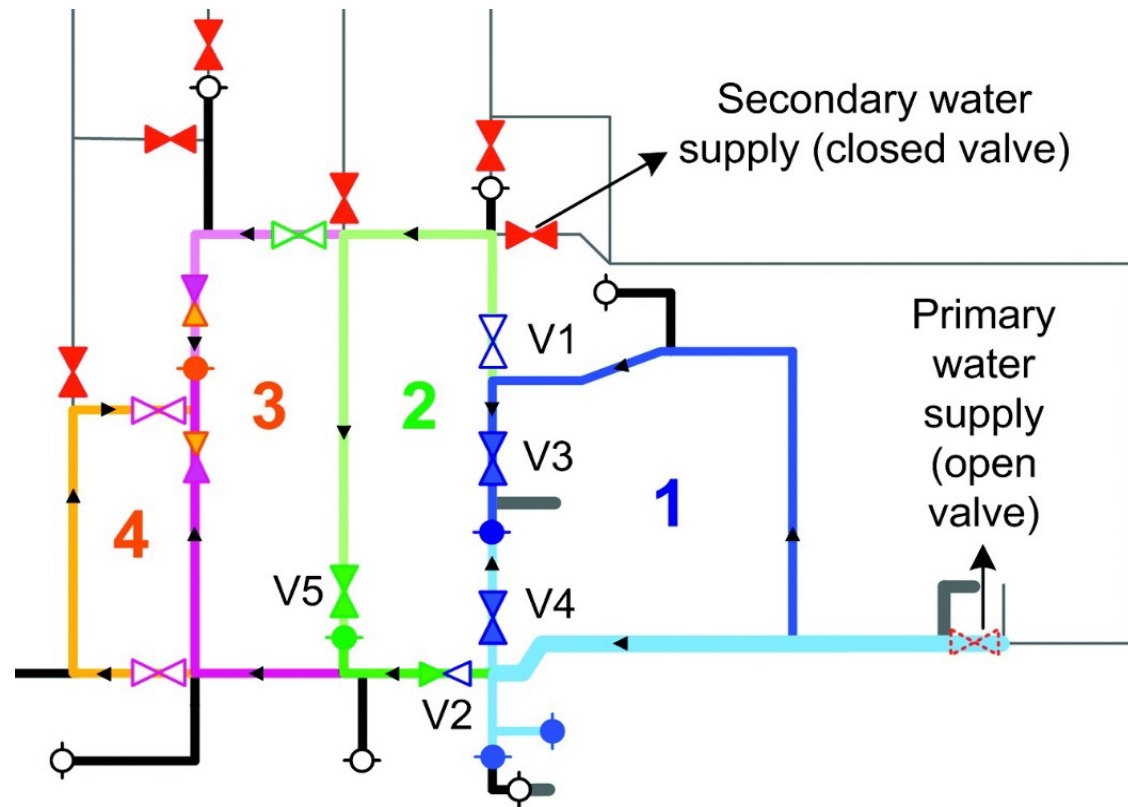 Secondary water
supply (closed valve)
V1
Primary
water
supply
(open
valve)
3
2
V3
1
4
V5
V4
V2